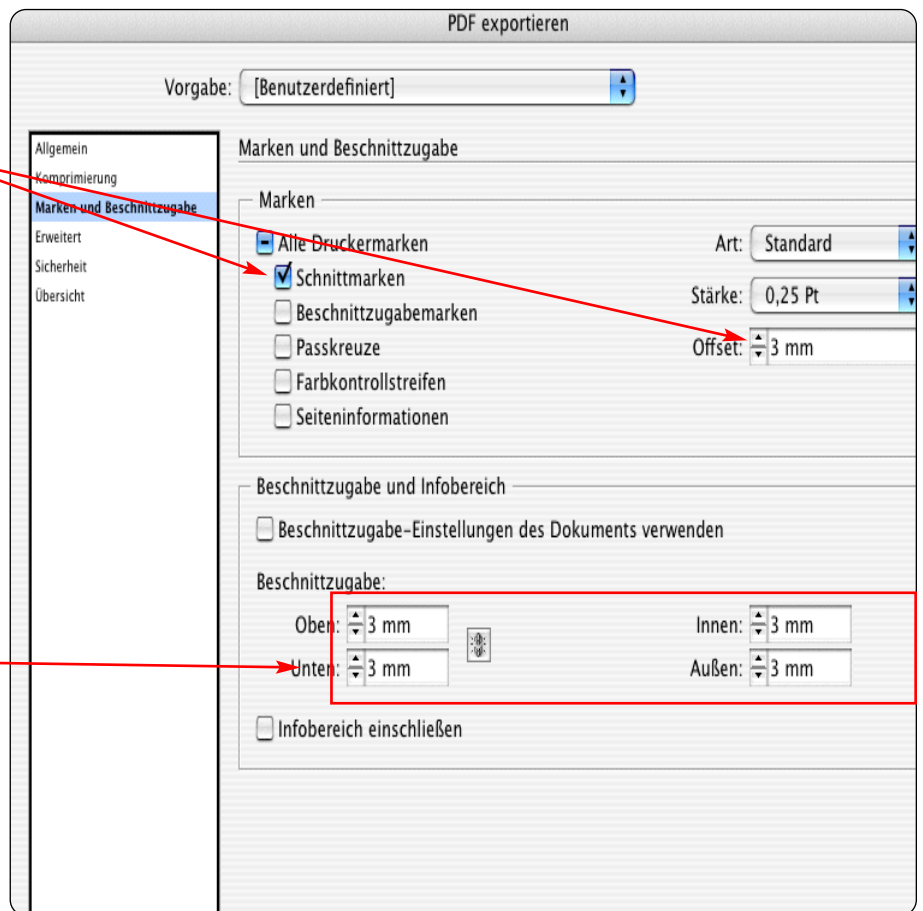 PDF exportieren
Vorgabe: [Benutzerdefiniert]
Allgemein
Komprimierung
Marken und Beschnittzugabe
Erweitert
Sicherheit
Übersicht
Marken und Beschnittzugabe
Marken
Alle Druckermarken
Schnittmarken
Beschnittzugabemarken
Passkreuze
Farbkontrollstreifen
Seiteninformationen
Art: Standard
Stärke: 0,25 Pt
Offset: 3 mm
Beschnittzugabe und Infobereich
Beschnittzugabe-Einstellungen des Dokuments verwenden
Beschnittzugabe:
Oben: 3 mm Innen: 3 mm
Unten: 3 mm Außen: 3 mm
Infobereich einschließen